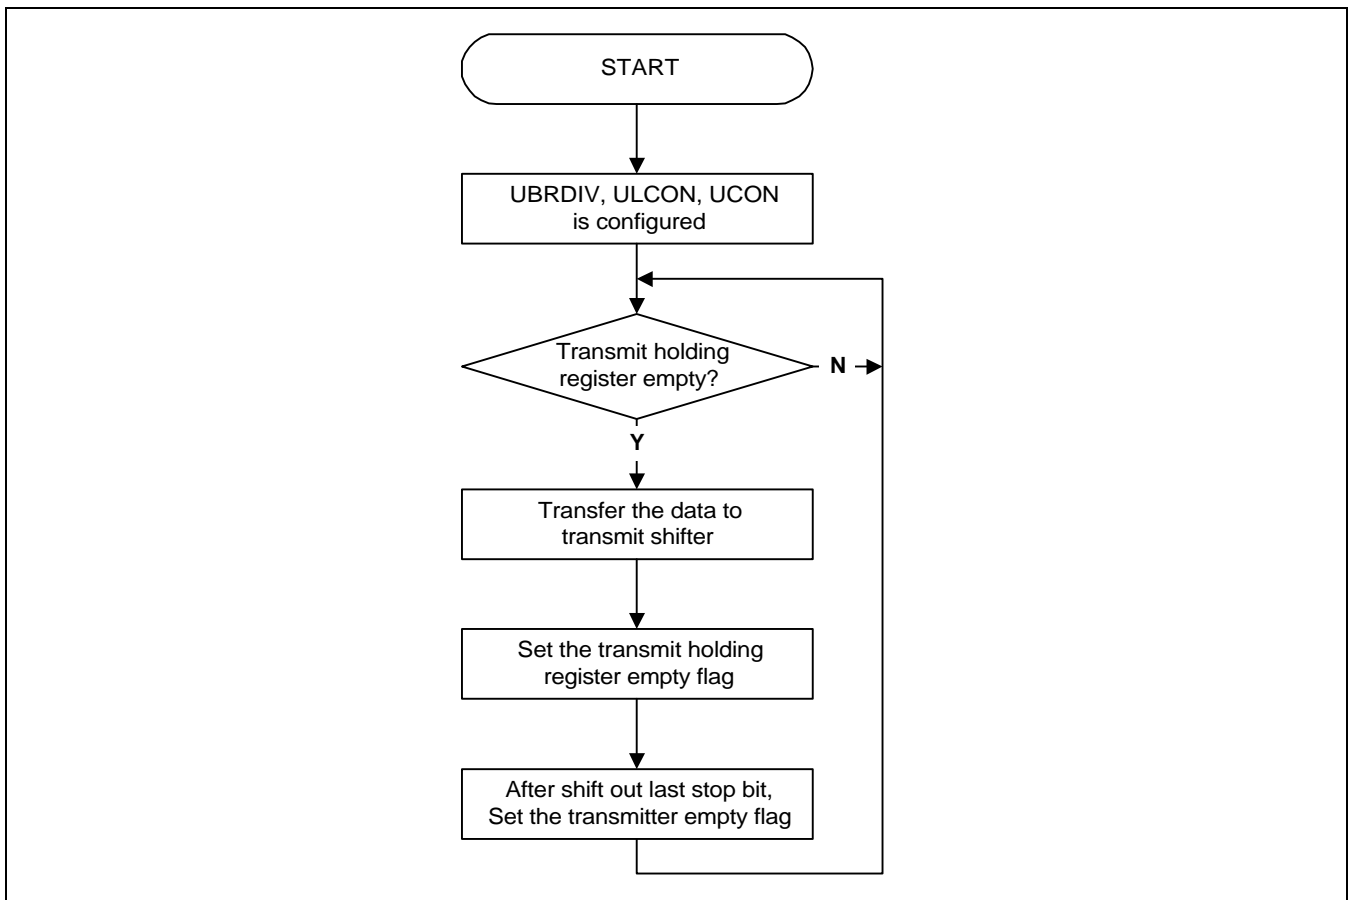 START
UBRDIV, ULCON, UCON
is configured
Transmit holding
register empty?
N
Y
Transfer the data to
transmit shifter
Set the transmit holding
register empty flag
After shift out last stop bit,
Set the transmitter empty flag